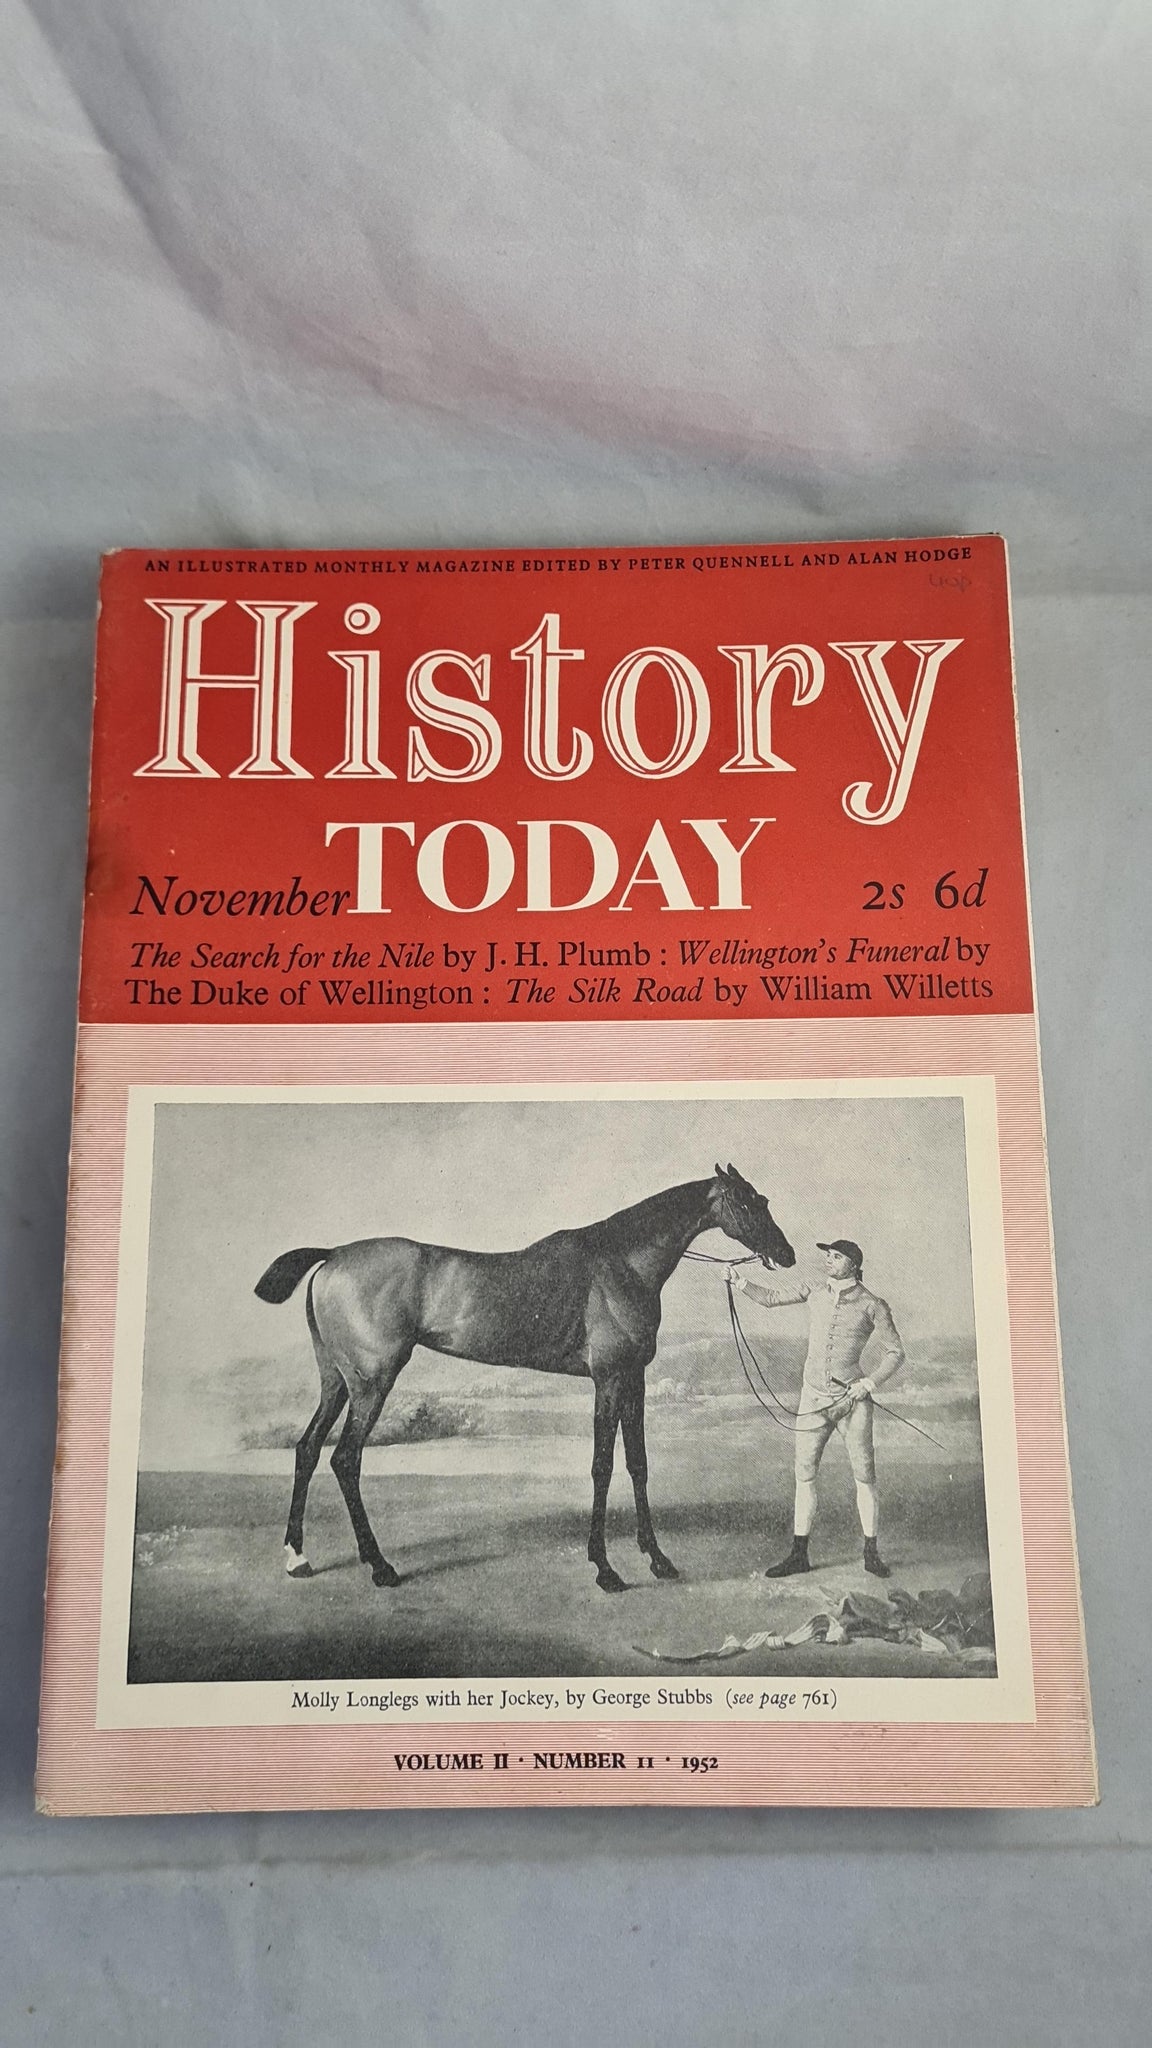 AN ILLUSTRATED MONTHLY MAGAZINE EDITED BY PETER QUENNELL AND ALAN HODGE
40p
History
TODAY
November 2s 6d
The Search for the Nile by J. H. Plumb : Wellington's Funeral by
The Duke of Wellington : The Silk Road by William Willetts
Molly Longlegs with her Jockey, by George Stubbs (see page 761)
VOLUME II · NUMBER 11 · 1952